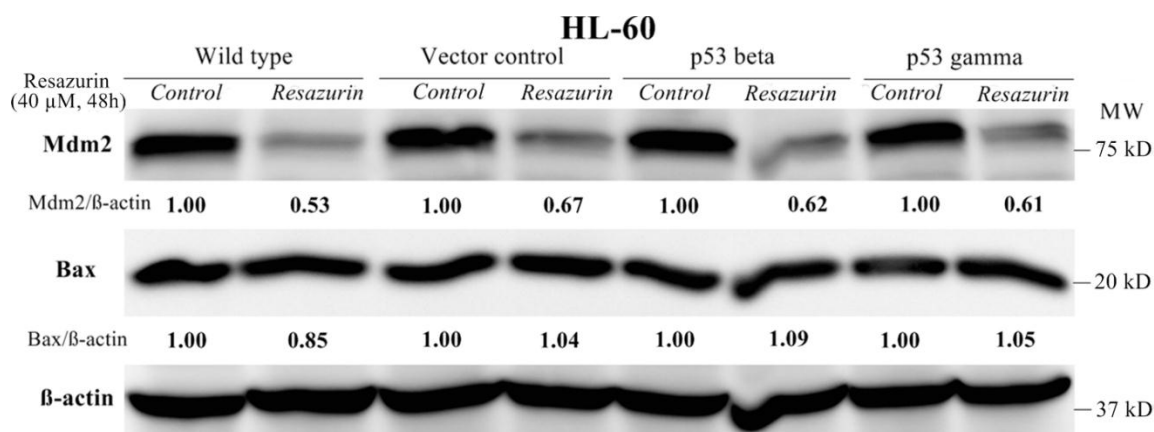 HL-60
Wild type Vector control p53 beta p53 gamma
Resazurin
(40 µM, 48h)
Control Resazurin Control Resazurin Control Resazurin Control Resazurin
MW
Mdm2
75 kD
Mdm2/ß-actin 1.00 0.53 1.00 0.67 1.00 0.62 1.00 0.61
Bax
20 kD
Bax/ß-actin 1.00 0.85 1.00 1.04 1.00 1.09 1.00 1.05
ß-actin
37 kD